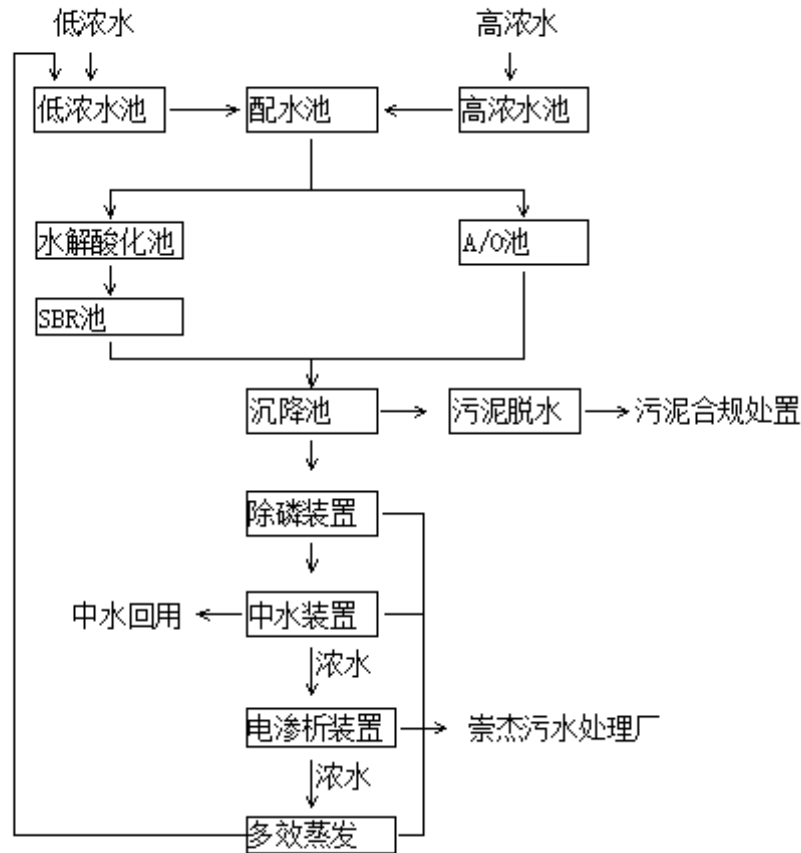 低浓水
高浓水
低浓水池
配水池
高浓水池
水解酸化池
A/O池
SBR池
沉降池
污泥脱水
污泥合规处置
除磷装置
中水回用
中水装置
浓水
电渗析装置
崇杰污水处理厂
浓水
多效蒸发